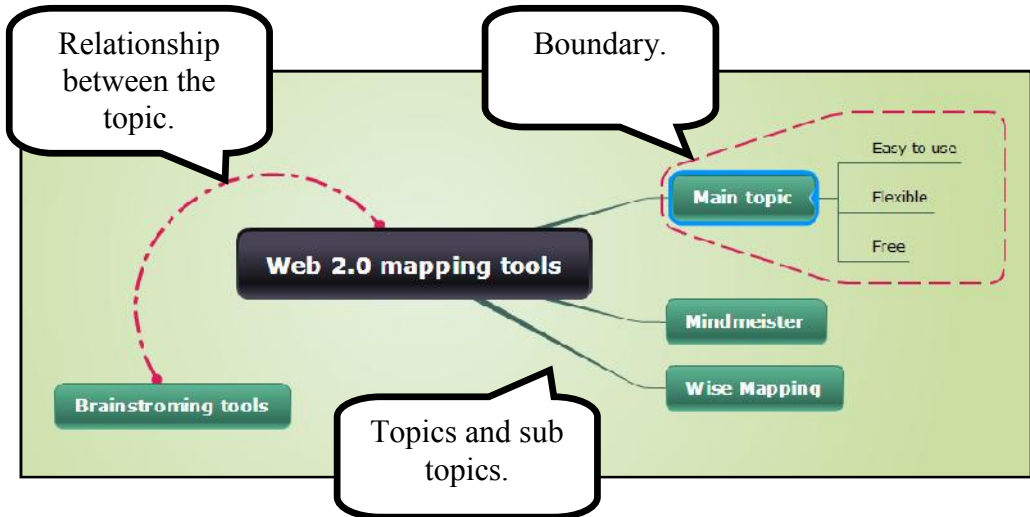 Relationship
between the
topic.
Boundary.
Easy to use
Main topic
Flexible
Free
Web 2.0 mapping tools
Mindmeister
Wise Mapping
Brainstroming tools
Topics and sub
topics.